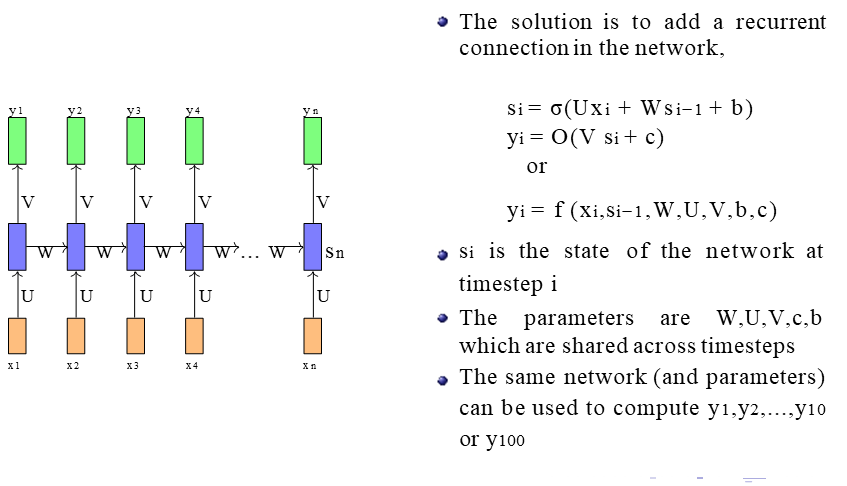 y1 y2 y3 y4 yn
V V V V V
W W W W ... W sn
U U U U U
x1 x2 x3 x4 xn
The solution is to add a recurrent
connection in the network,
si = σ(Uxi + Wsi−1 + b)
yi = O(V si + c)
or
yi = f (xi,si−1,W,U,V,b,c)
si is the state of the network at
timestep i
The parameters are W,U,V,c,b
which are shared across timesteps
The same network (and parameters)
can be used to compute y1,y2,...,y10
or y100